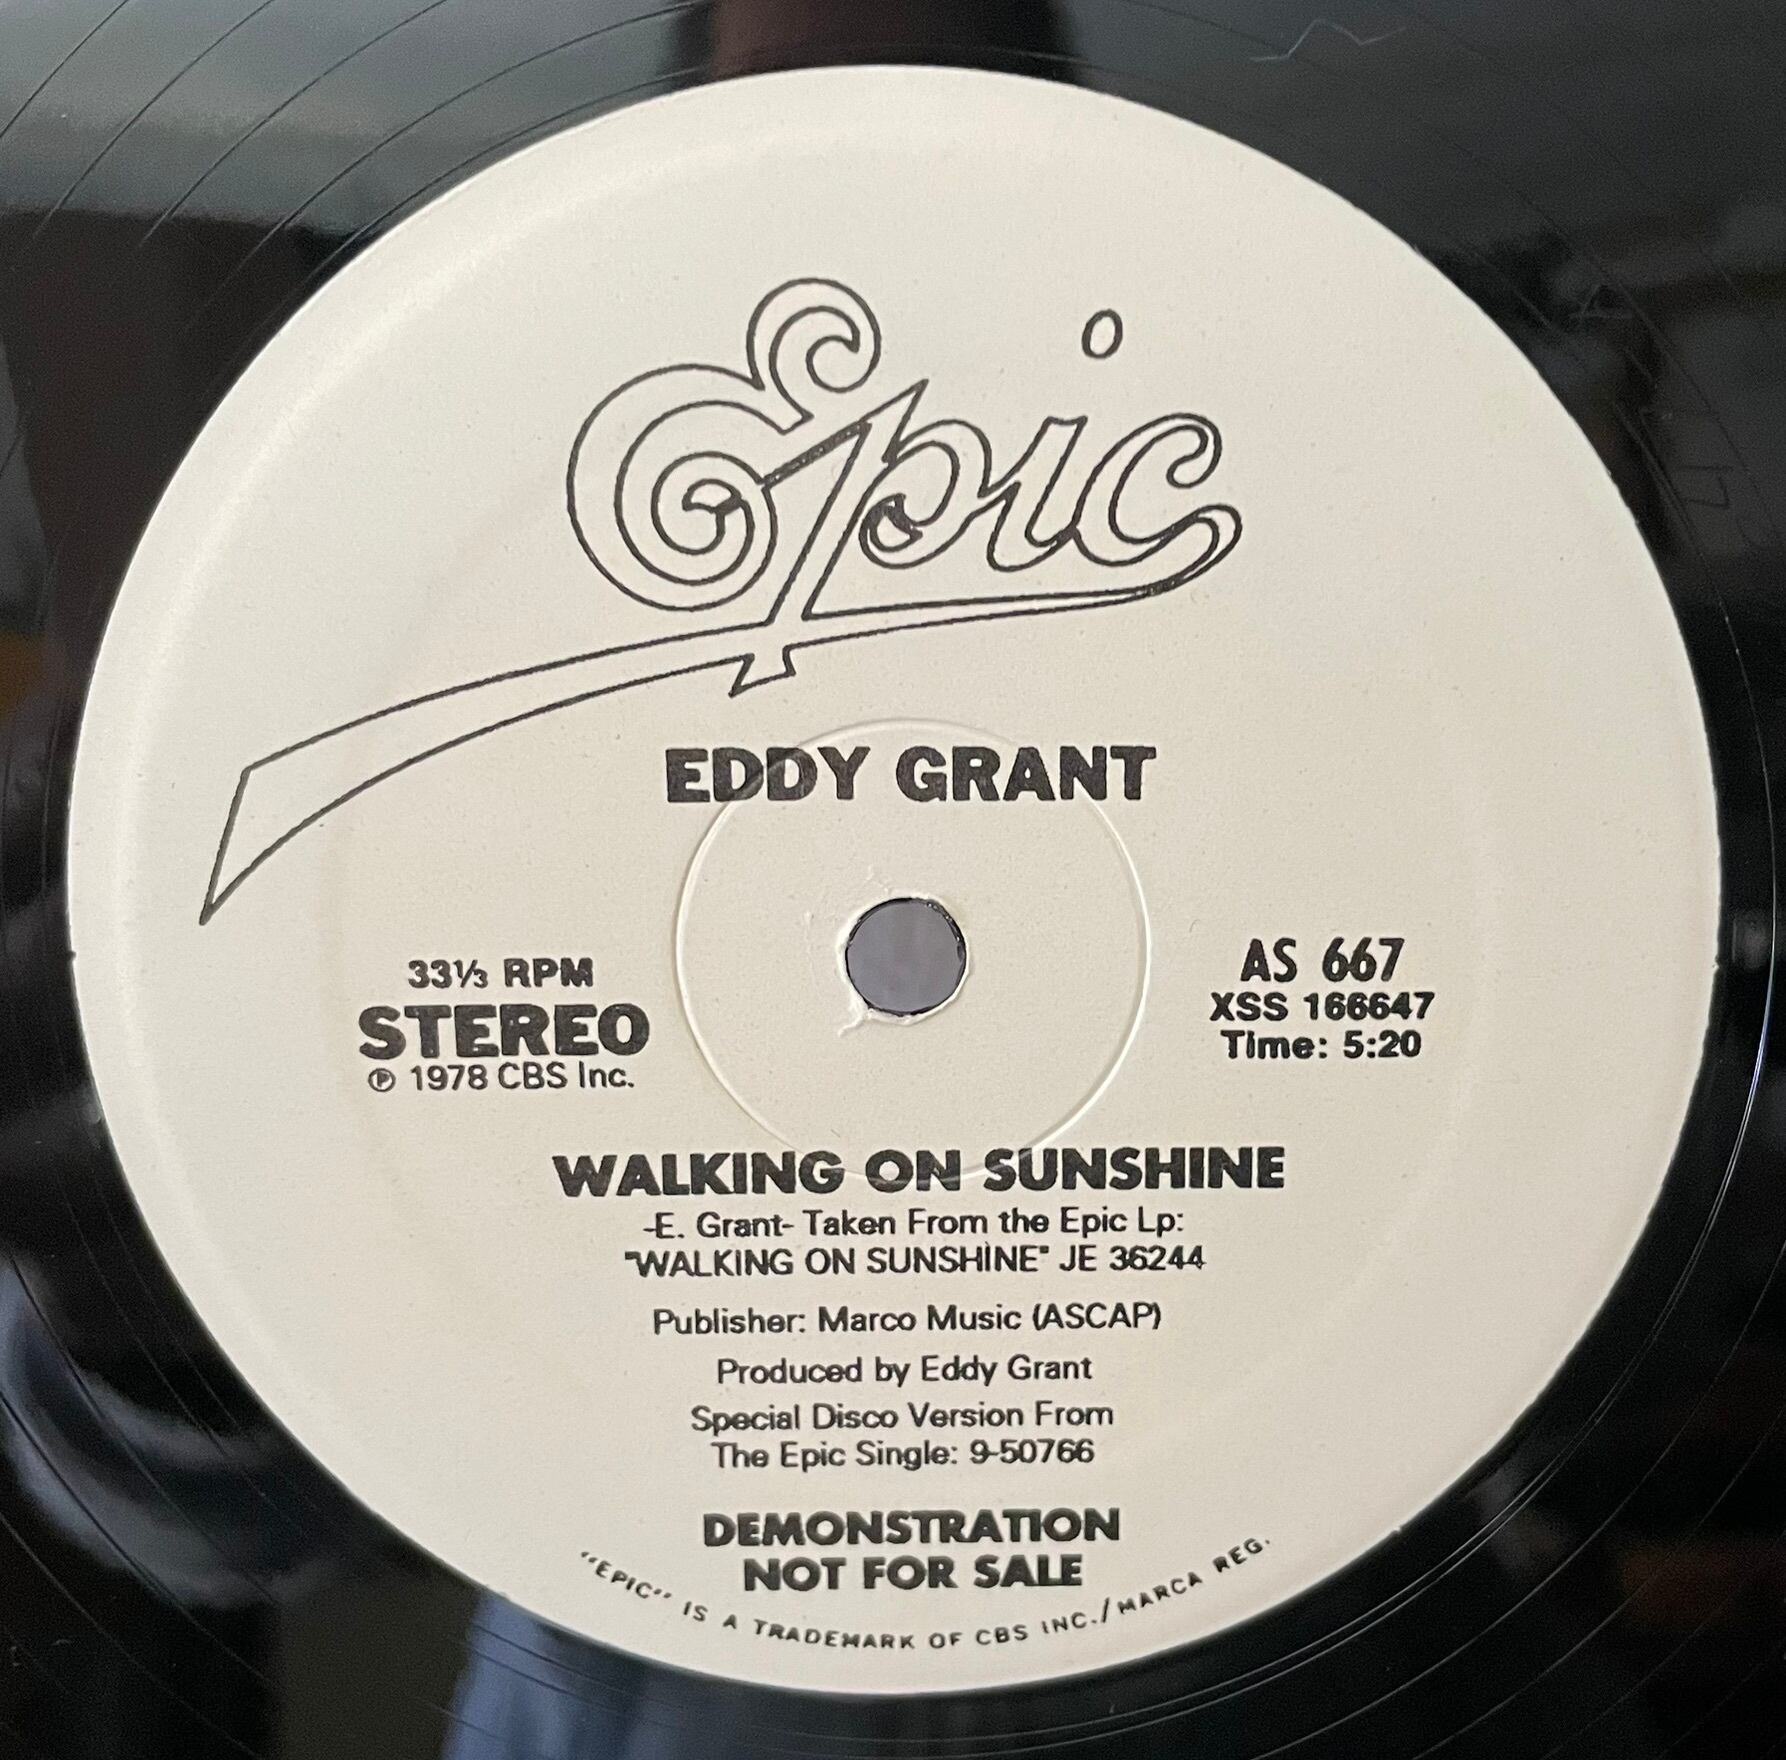 Epic
EDDY GRANT
33⅓ RPM
STEREO
℗ 1978 CBS Inc.
AS 667
XSS 166647
Time: 5:20
WALKING ON SUNSHINE
-E. Grant- Taken From the Epic Lp:
"WALKING ON SUNSHINE" JE 36244
Publisher: Marco Music (ASCAP)
Produced by Eddy Grant
Special Disco Version From
The Epic Single: 9-50766
DEMONSTRATION
NOT FOR SALE
"EPIC" IS A TRADEMARK OF CBS INC./MARCA REG.